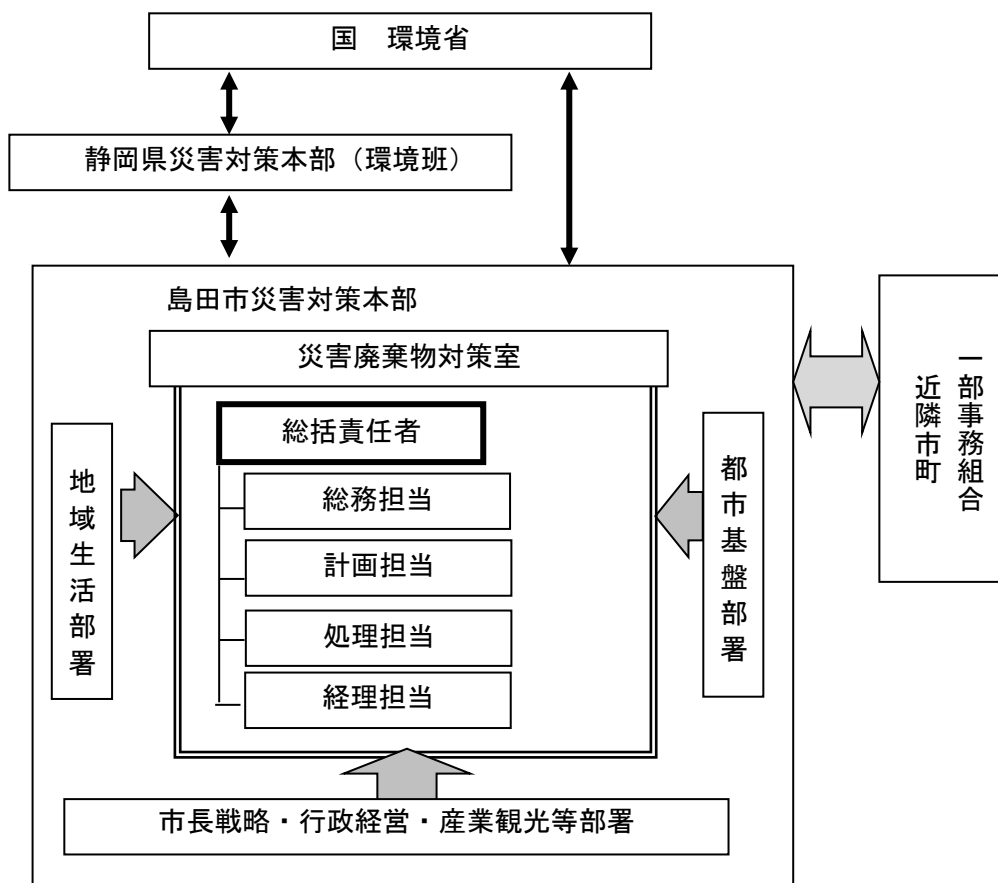 国　環境省
静岡県災害対策本部（環境班）
島田市災害対策本部
災害廃棄物対策室
総括責任者
総務担当
計画担当
処理担当
経理担当
地域生活部署
都市基盤部署
市長戦略・行政経営・産業観光等部署
一部事務組合
近隣市町